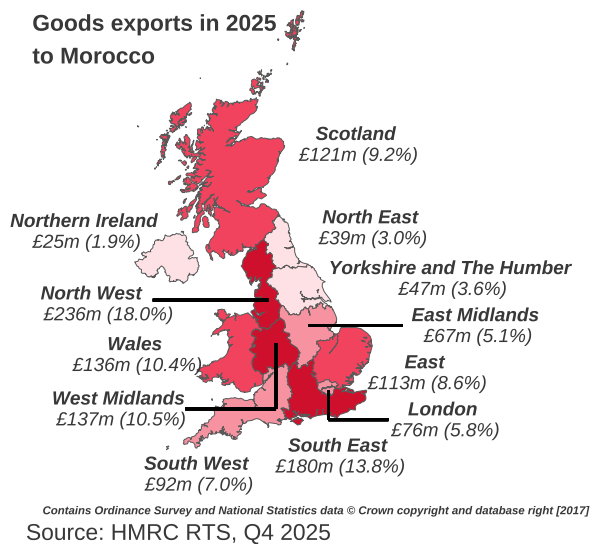 Goods exports in 2025
to Morocco
Scotland
£121m (9.2%)
Northern Ireland
£25m (1.9%)
North East
£39m (3.0%)
Yorkshire and The Humber
£47m (3.6%)
North West
£236m (18.0%)
East Midlands
£67m (5.1%)
Wales
£136m (10.4%)
East
£113m (8.6%)
West Midlands
£137m (10.5%)
London
£76m (5.8%)
South East
£180m (13.8%)
South West
£92m (7.0%)
Contains Ordinance Survey and National Statistics data © Crown copyright and database right [2017]
Source: HMRC RTS, Q4 2025